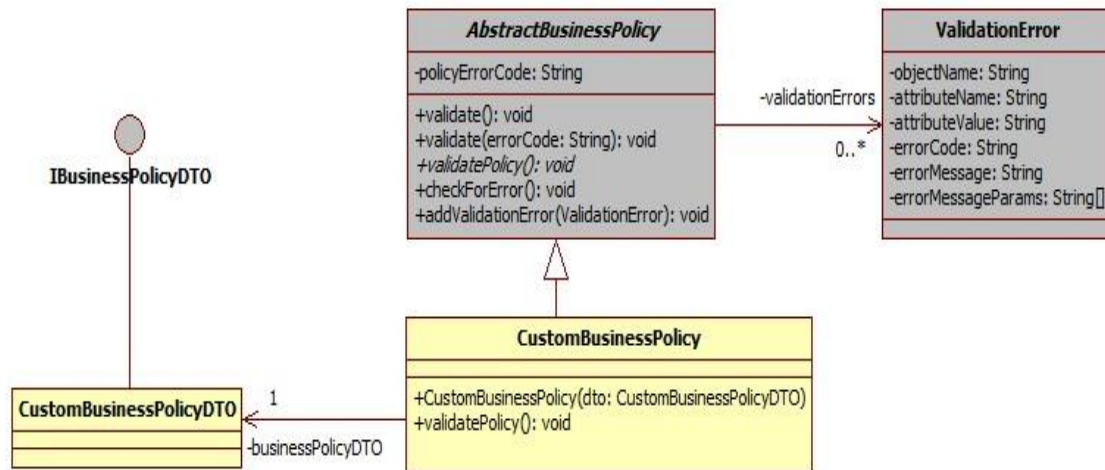 AbstractBusinessPolicy
-policyErrorCode: String
+validate(): void
+validate(errorCode: String): void
+validatePolicy(): void
+checkForError(): void
+addValidationError(ValidationError): void
-validationErrors
0..*
ValidationError
-objectName: String
-attributeName: String
-attributeValue: String
-errorCode: String
-errorMessage: String
-errorMessageParams: String[]
IBusinessPolicyDTO
CustomBusinessPolicy
+CustomBusinessPolicy(dto: CustomBusinessPolicyDTO)
+validatePolicy(): void
CustomBusinessPolicyDTO
1
-businessPolicyDTO